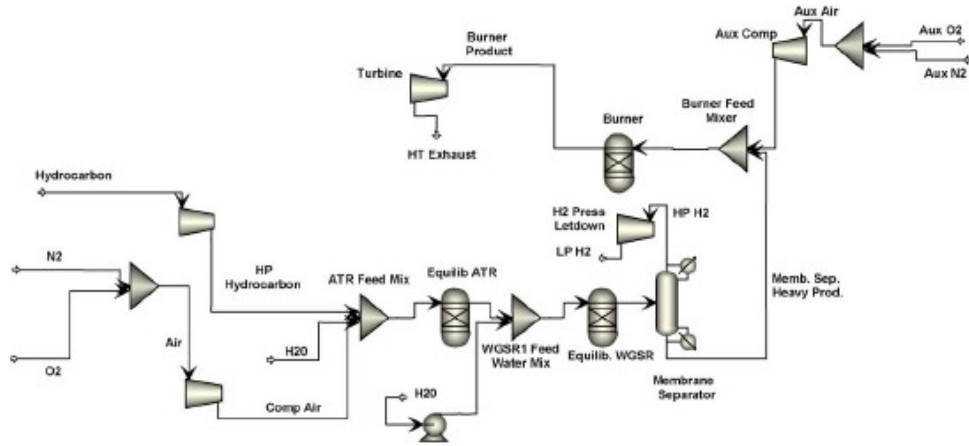 Aux Air
Aux O2
Aux Comp
Aux N2
Burner
Product
Turbine
Burner Feed
Mixer
Burner
HT Exhaust
Hydrocarbon
H2 Press
Letdown
HP H2
LP H2
N2
HP
Hydrocarbon
ATR Feed Mix
Equilib ATR
Memb. Sep.
Heavy Prod.
Air
H20
WGSR1 Feed
Water Mix
Equilib. WGSR
O2
Membrane
Separator
H20
Comp Air